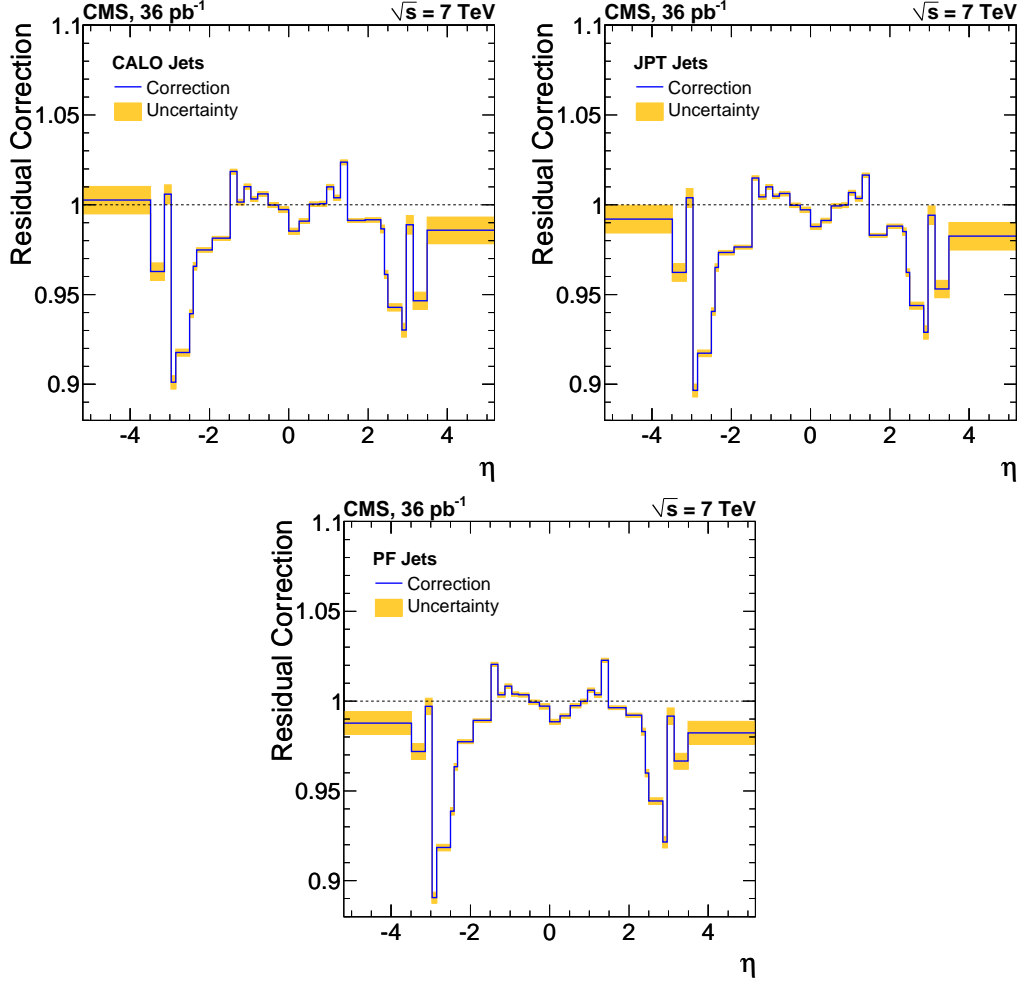 CMS, 36 pb⁻¹ √s = 7 TeV
CALO Jets
Correction
Uncertainty
Residual Correction
1.1
1.05
1
0.95
0.9
-4 -2 0 2 4
η
CMS, 36 pb⁻¹ √s = 7 TeV
JPT Jets
Correction
Uncertainty
Residual Correction
1.1
1.05
1
0.95
0.9
-4 -2 0 2 4
η
CMS, 36 pb⁻¹ √s = 7 TeV
PF Jets
Correction
Uncertainty
Residual Correction
1.1
1.05
1
0.95
0.9
-4 -2 0 2 4
η